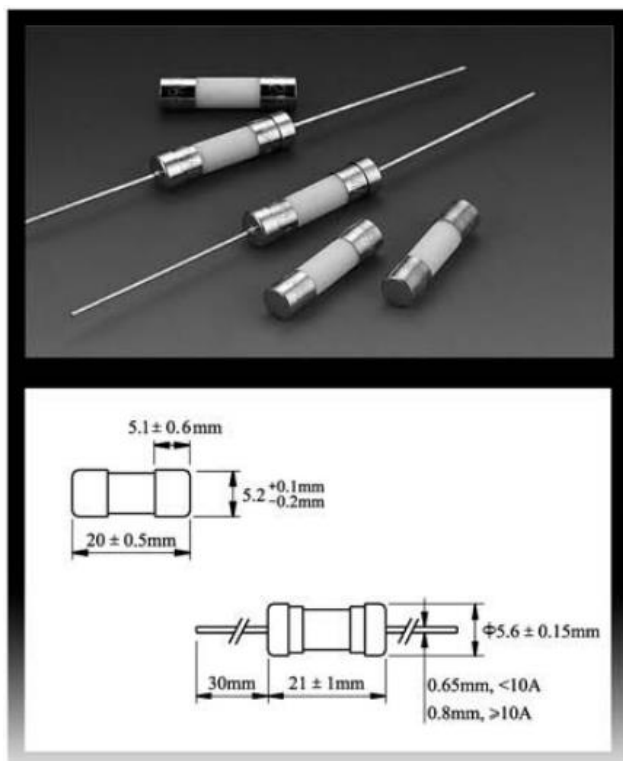 5.1± 0.6mm
5.2 +0.1mm
-0.2mm
20 ± 0.5mm
Φ5.6 ± 0.15mm
30mm
21 ± 1mm
0.65mm, <10A
0.8mm, ≥10A